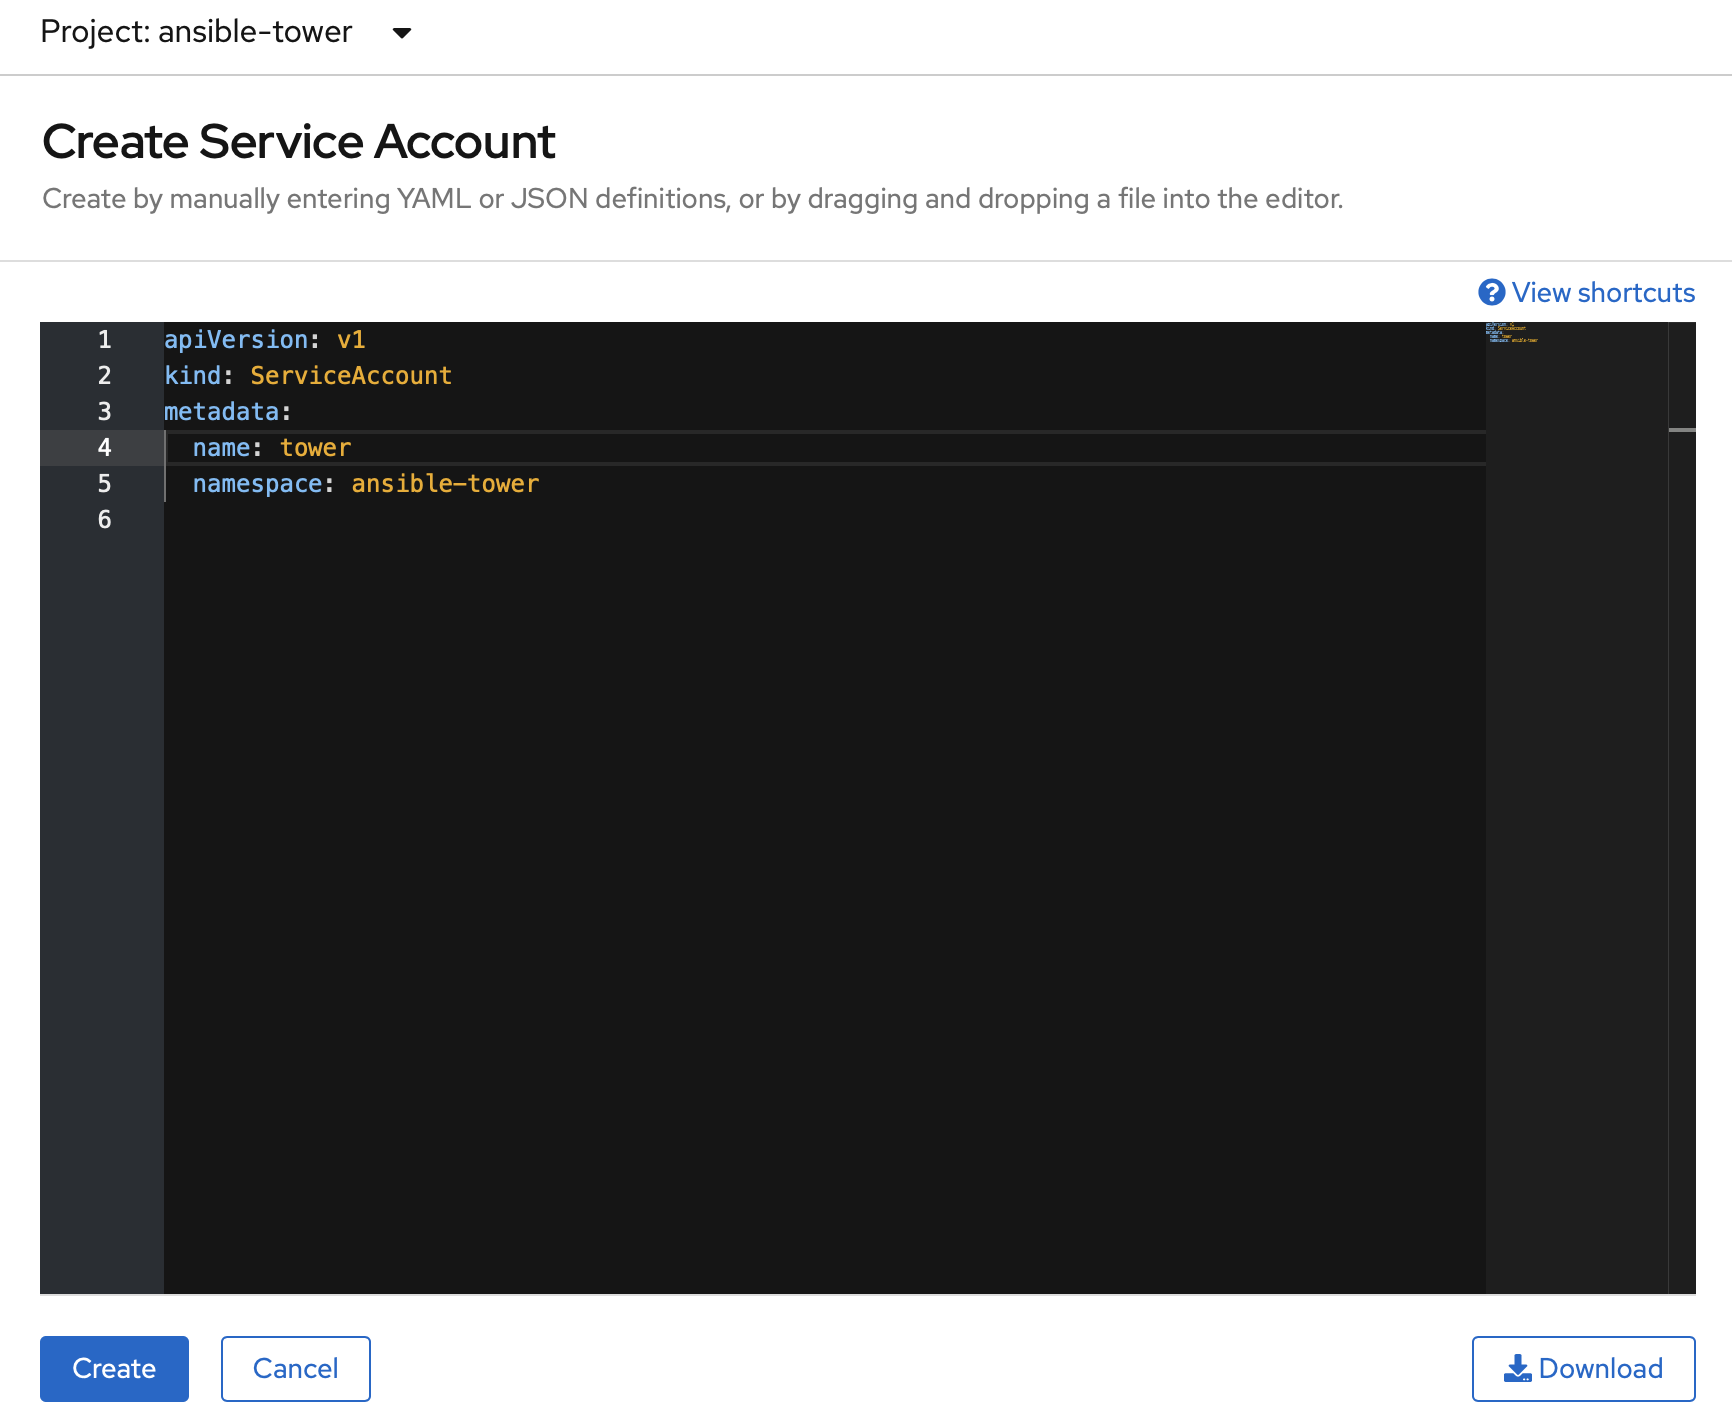 Project: ansible-tower
Create Service Account
Create by manually entering YAML or JSON definitions, or by dragging and dropping a file into the editor.
View shortcuts
1 apiVersion: v1
2 kind: ServiceAccount
3 metadata:
4   name: tower
5   namespace: ansible-tower
6
Create Cancel Download